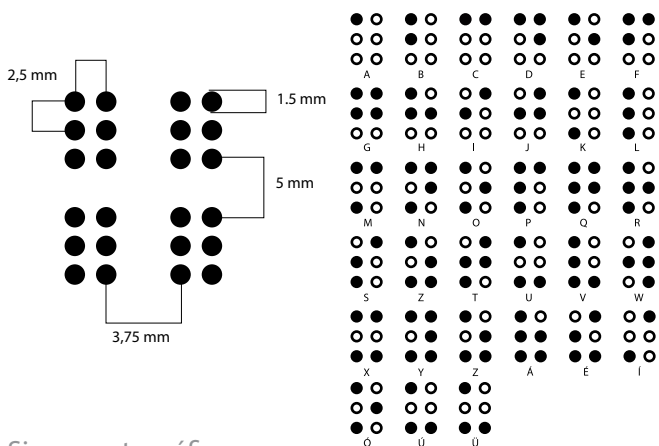 2,5 mm
1.5 mm
5 mm
3,75 mm
A B C D E F
G H I J K L
M N O P Q R
S Z T U V W
X Y Z Á É Í
Ó Ú Ü